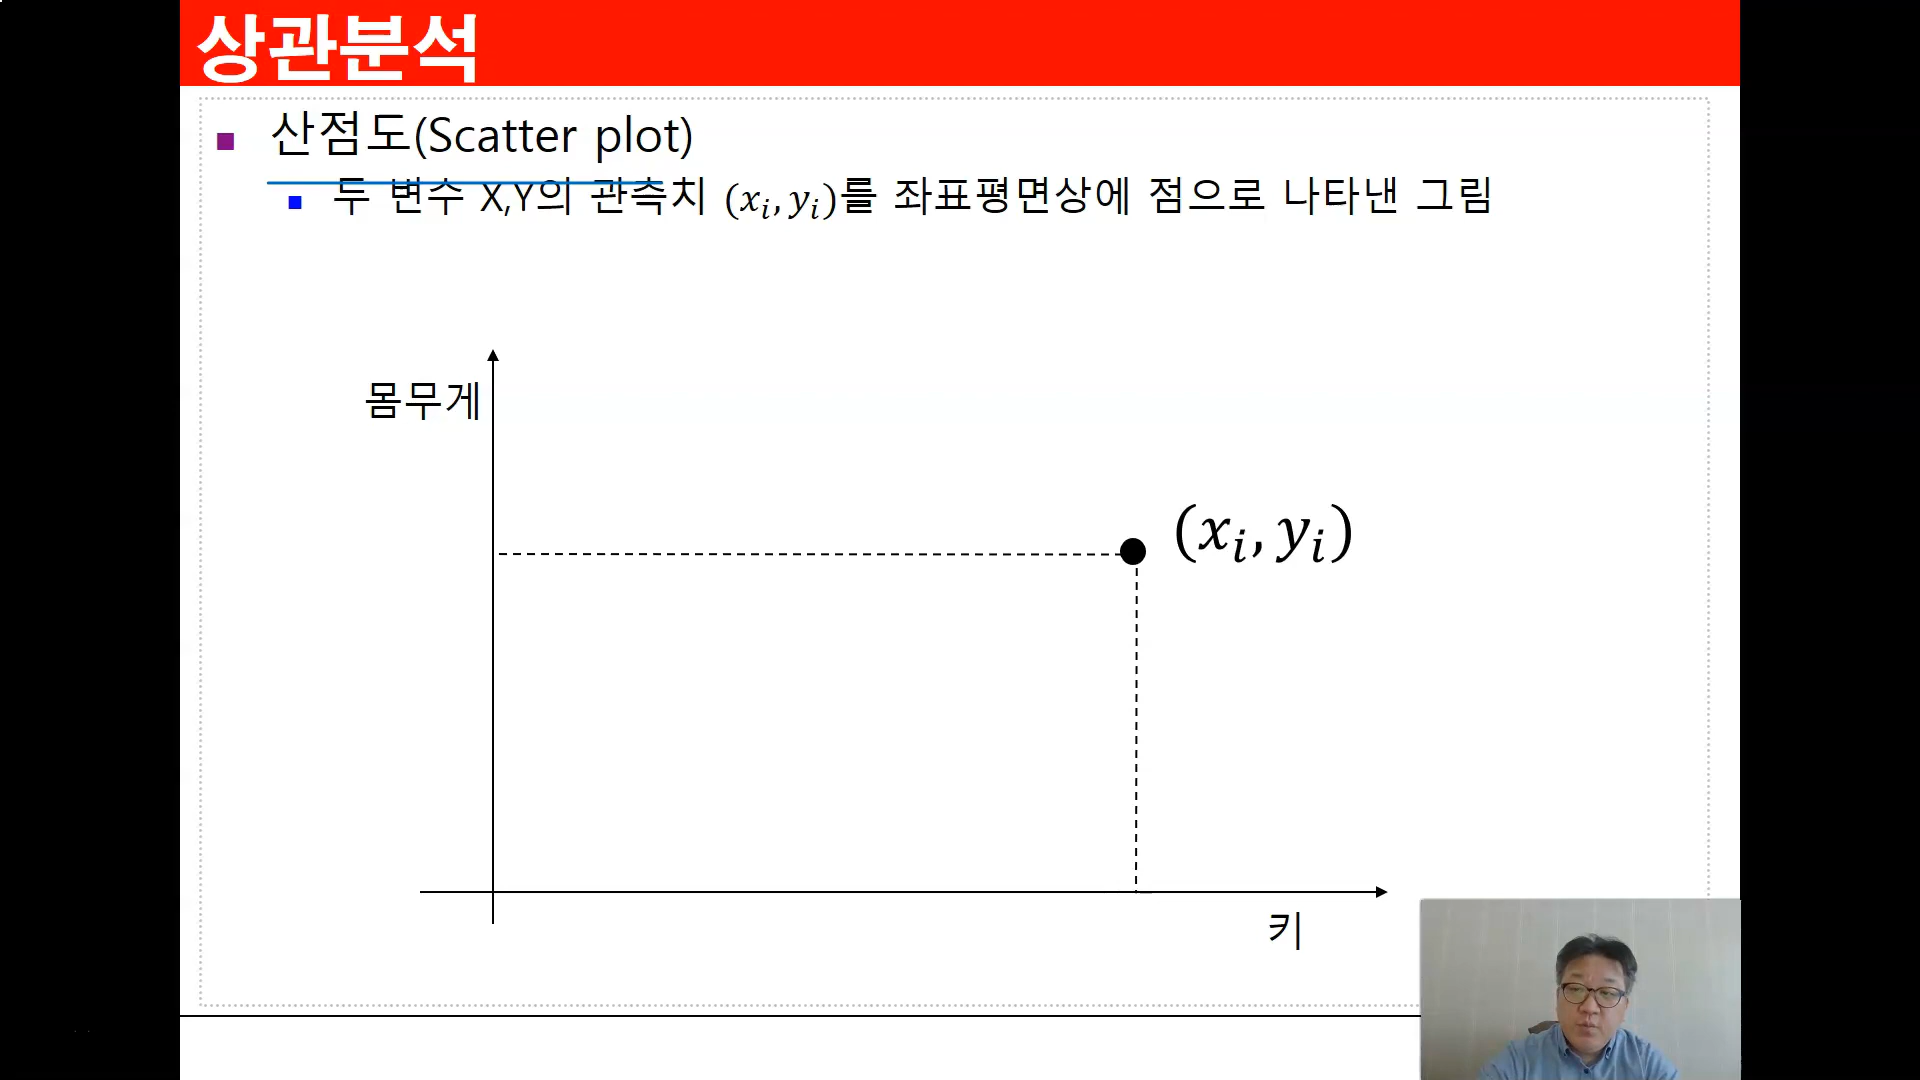 상관분석
산점도(Scatter plot)
두 변수 X,Y의 관측치 (xᵢ, yᵢ)를 좌표평면상에 점으로 나타낸 그림
몸무게
(xᵢ, yᵢ)
키